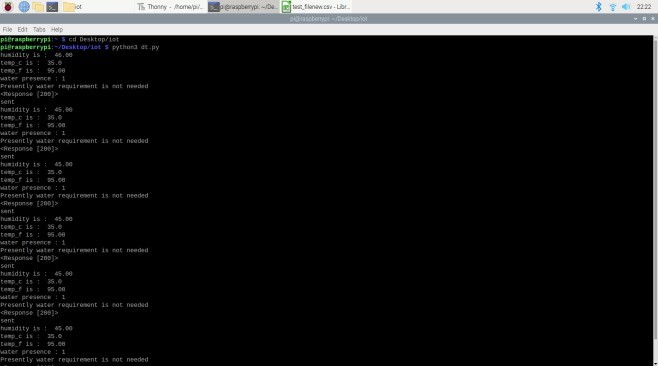 iot
Thonny - /home/pi/...
pi@raspberrypi: ~/De...
test_filenew.csv - Libr...
22:22
pi@raspberrypi: ~/Desktop/iot
File Edit Tabs Help
pi@raspberrypi:~ $ cd Desktop/iot
pi@raspberrypi:~/Desktop/iot $ python3 dt.py
humidity is :  46.00
temp_c is :  35.0
temp_f is :  95.00
water presence : 1
Presently water requirement is not needed
<Response [200]>
sent
humidity is :  45.00
temp_c is :  35.0
temp_f is :  95.00
water presence : 1
Presently water requirement is not needed
<Response [200]>
sent
humidity is :  45.00
temp_c is :  35.0
temp_f is :  95.00
water presence : 1
Presently water requirement is not needed
<Response [200]>
sent
humidity is :  45.00
temp_c is :  35.0
temp_f is :  95.00
water presence : 1
Presently water requirement is not needed
<Response [200]>
sent
humidity is :  45.00
temp_c is :  35.0
temp_f is :  95.00
water presence : 1
Presently water requirement is not needed
<Response [200]>
sent
humidity is :  45.00
temp_c is :  35.0
temp_f is :  95.00
water presence : 1
Presently water requirement is not needed